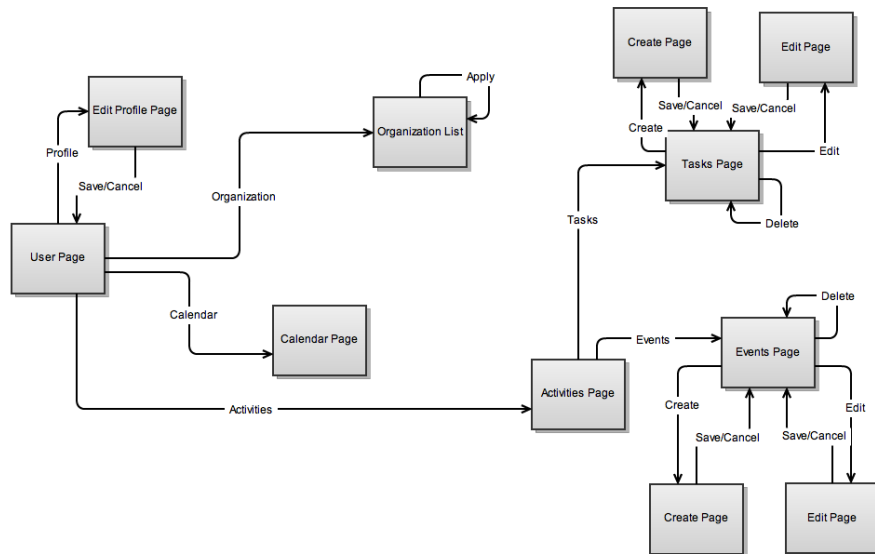 Create Page
Edit Page
Apply
Edit Profile Page
Organization List
Save/Cancel
Save/Cancel
Create
Profile
Tasks Page
Edit
Save/Cancel
Organization
Tasks
Delete
User Page
Delete
Calendar
Calendar Page
Events
Events Page
Activities Page
Create
Edit
Activities
Save/Cancel
Save/Cancel
Create Page
Edit Page